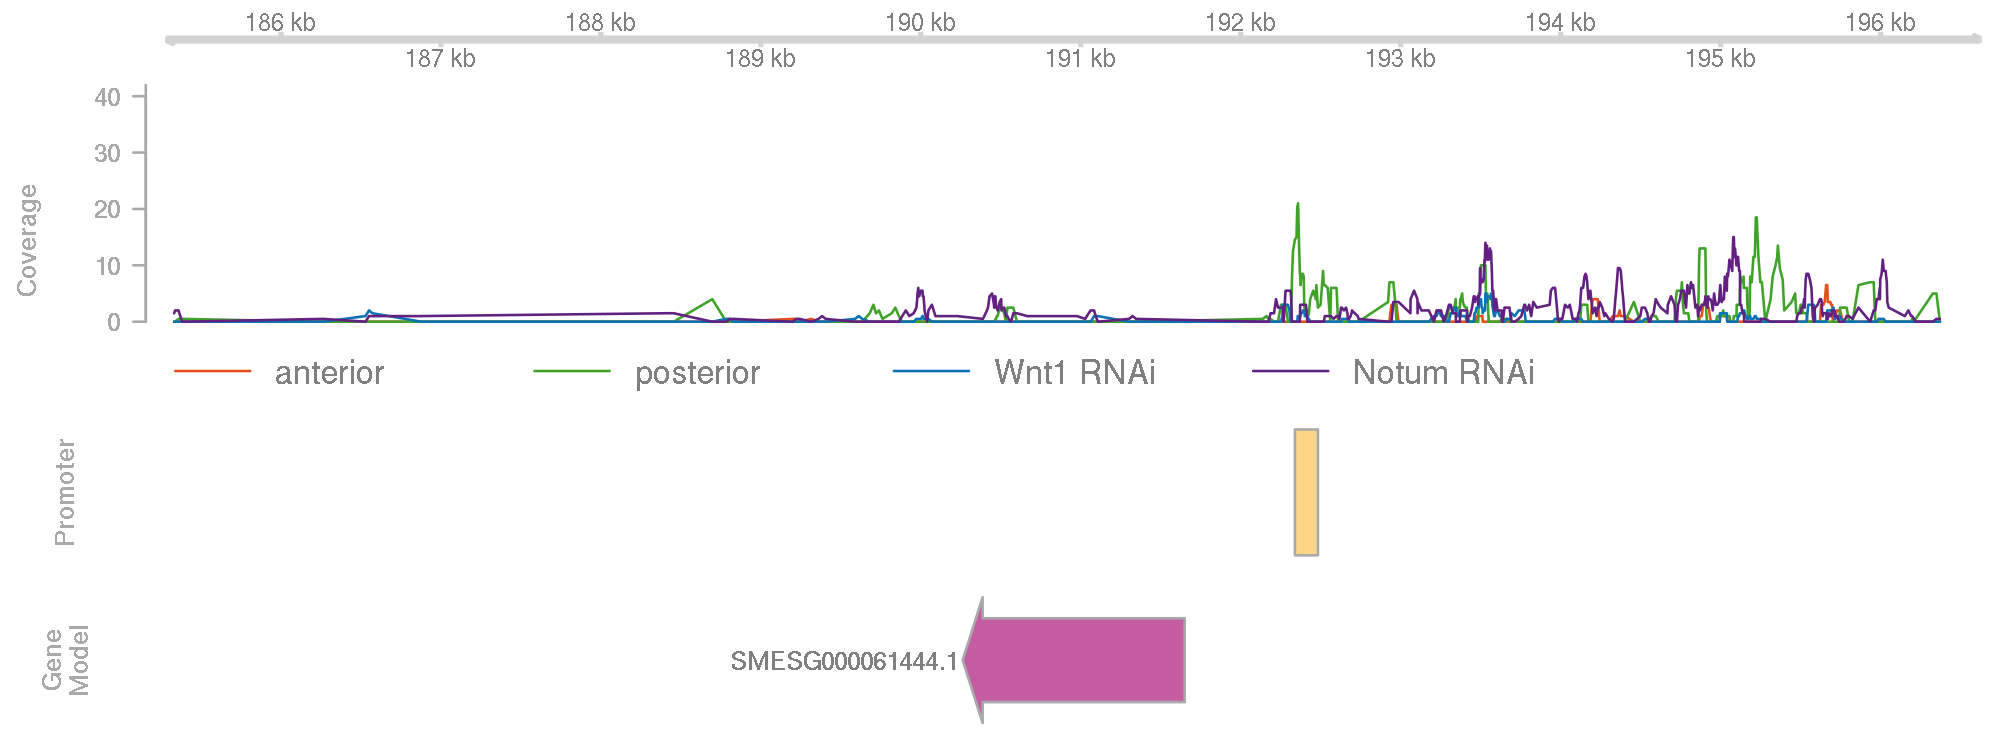 186 kb 188 kb 190 kb 192 kb 194 kb 196 kb
187 kb 189 kb 191 kb 193 kb 195 kb
Coverage
40
30
20
10
0
anterior posterior Wnt1 RNAi Notum RNAi
Promoter
Gene
Model
SMESG000061444.1